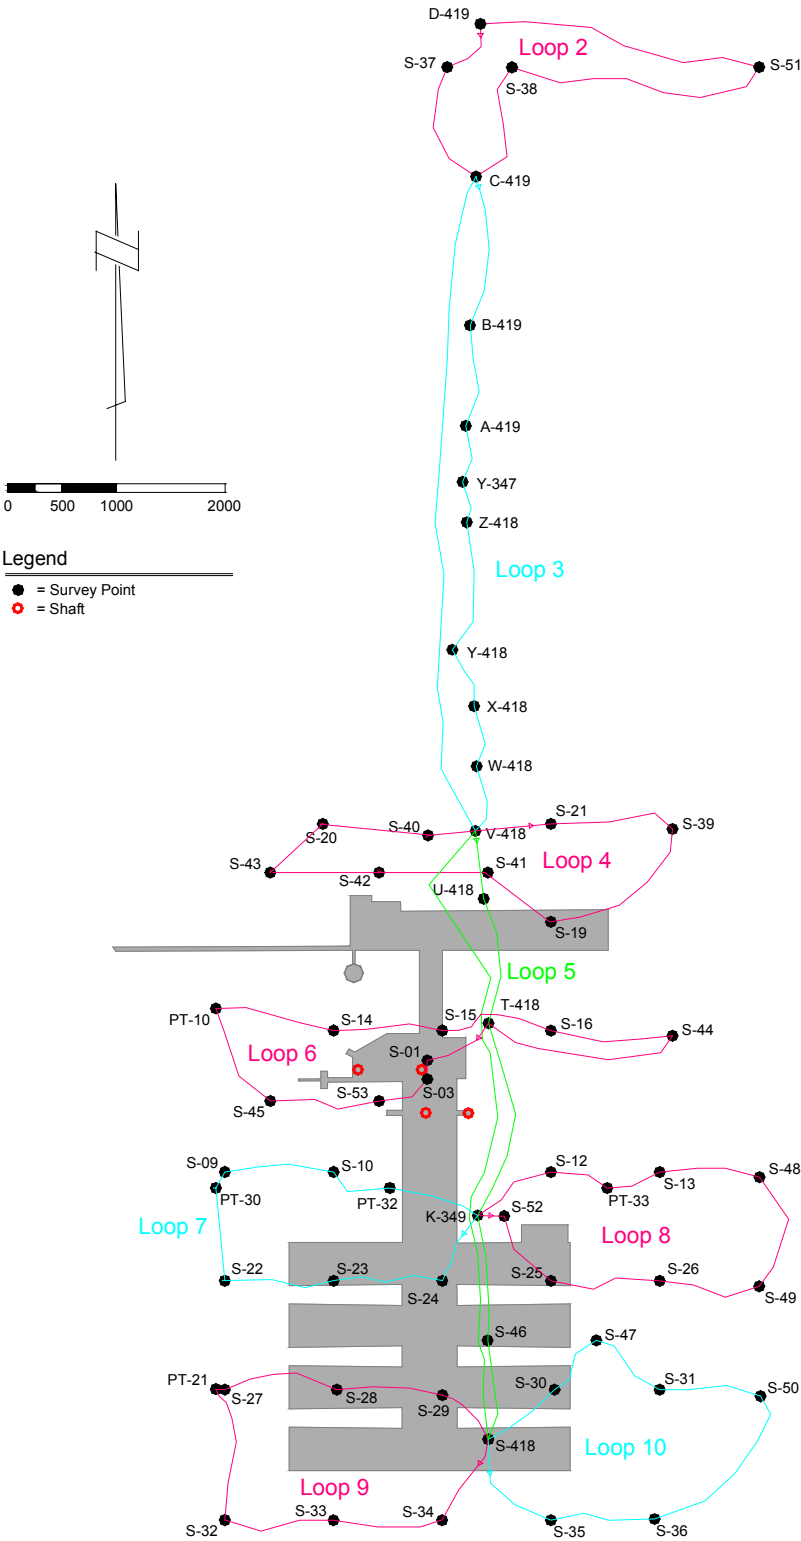 D-419
Loop 2
S-37
S-38
S-51
C-419
B-419
A-419
Y-347
0 500 1000 2000
Z-418
Legend
Loop 3
= Survey Point
= Shaft
Y-418
X-418
W-418
S-21
S-20
S-40
V-418
S-39
S-43
S-42
S-41
Loop 4
U-418
S-19
Loop 5
T-418
PT-10
S-14
S-15
S-16
S-44
Loop 6
S-01
S-53
S-03
S-45
S-09
S-10
S-12
S-13
S-48
PT-30
PT-32
PT-33
Loop 7
K-349
S-52
Loop 8
S-22
S-23
S-24
S-25
S-26
S-49
S-46
S-47
PT-21
S-27
S-28
S-29
S-30
S-31
S-50
S-418
Loop 10
Loop 9
S-32
S-33
S-34
S-35
S-36